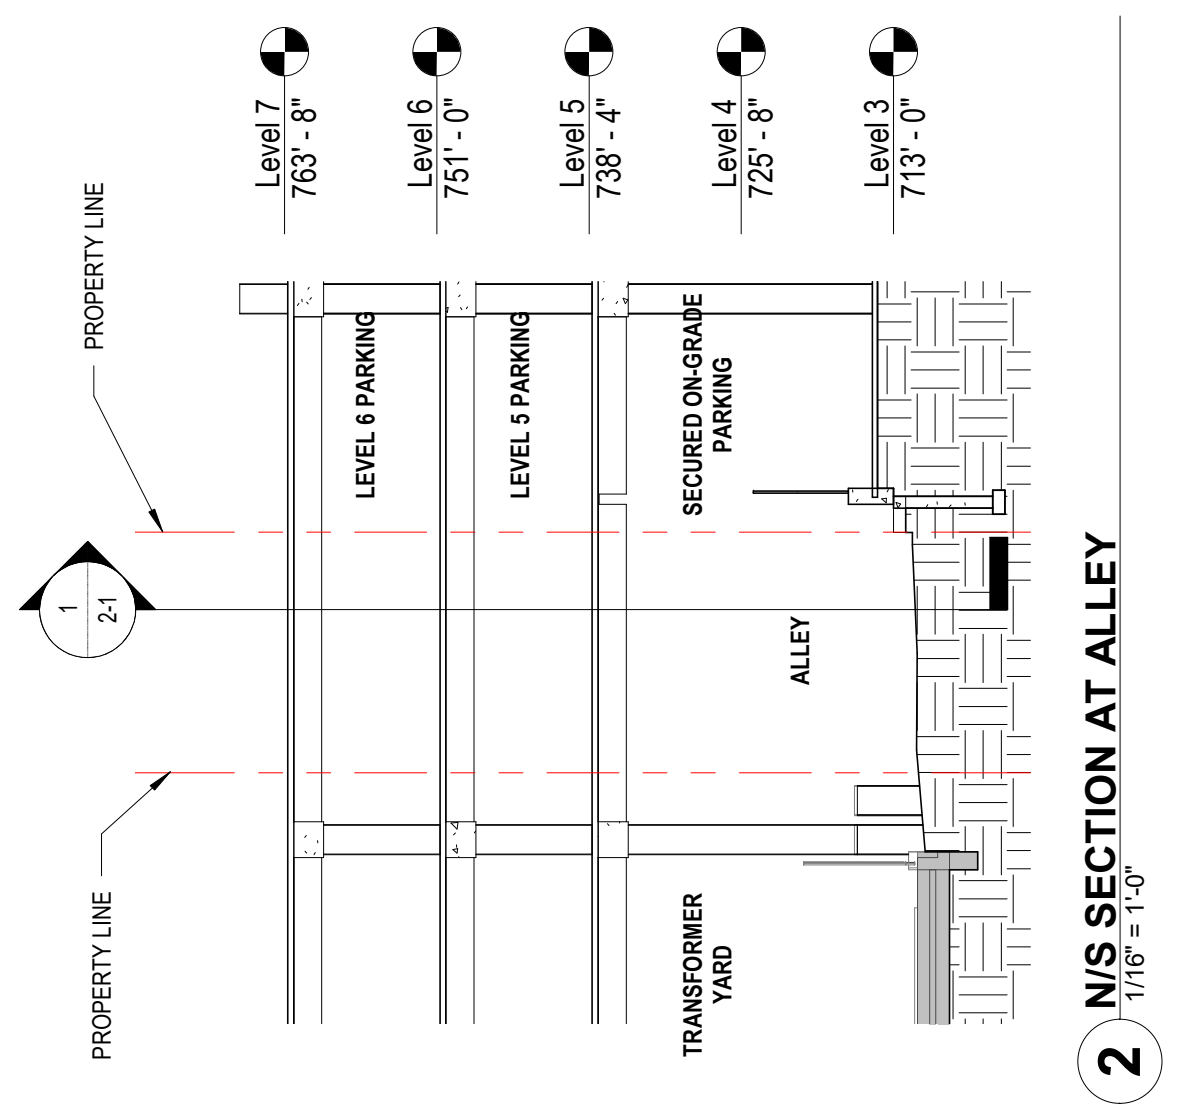 PROPERTY LINE
PROPERTY LINE
1
2-1
Level 7
763' - 8"
Level 6
751' - 0"
Level 5
738' - 4"
Level 4
725' - 8"
Level 3
713' - 0"
LEVEL 6 PARKING
LEVEL 5 PARKING
SECURED ON-GRADE
PARKING
ALLEY
TRANSFORMER
YARD
2
N/S SECTION AT ALLEY
1/16" = 1'-0"